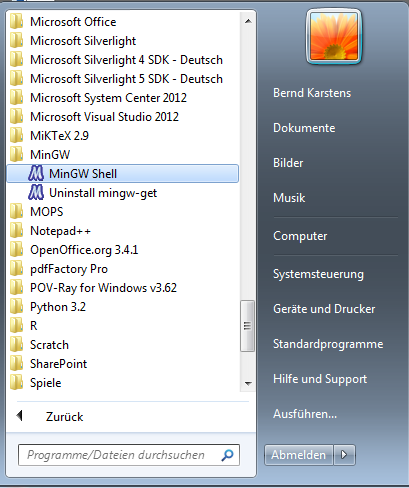 Microsoft Office
Microsoft Silverlight
Microsoft Silverlight 4 SDK - Deutsch
Microsoft Silverlight 5 SDK - Deutsch
Microsoft System Center 2012
Microsoft Visual Studio 2012
MiKTeX 2.9
MinGW
MinGW Shell
Uninstall mingw-get
MOPS
Notepad++
OpenOffice.org 3.4.1
pdfFactory Pro
POV-Ray for Windows v3.62
Python 3.2
R
Scratch
SharePoint
Spiele
Zurück
Programme/Dateien durchsuchen
Bernd Karstens
Dokumente
Bilder
Musik
Computer
Systemsteuerung
Geräte und Drucker
Standardprogramme
Hilfe und Support
Ausführen...
Abmelden